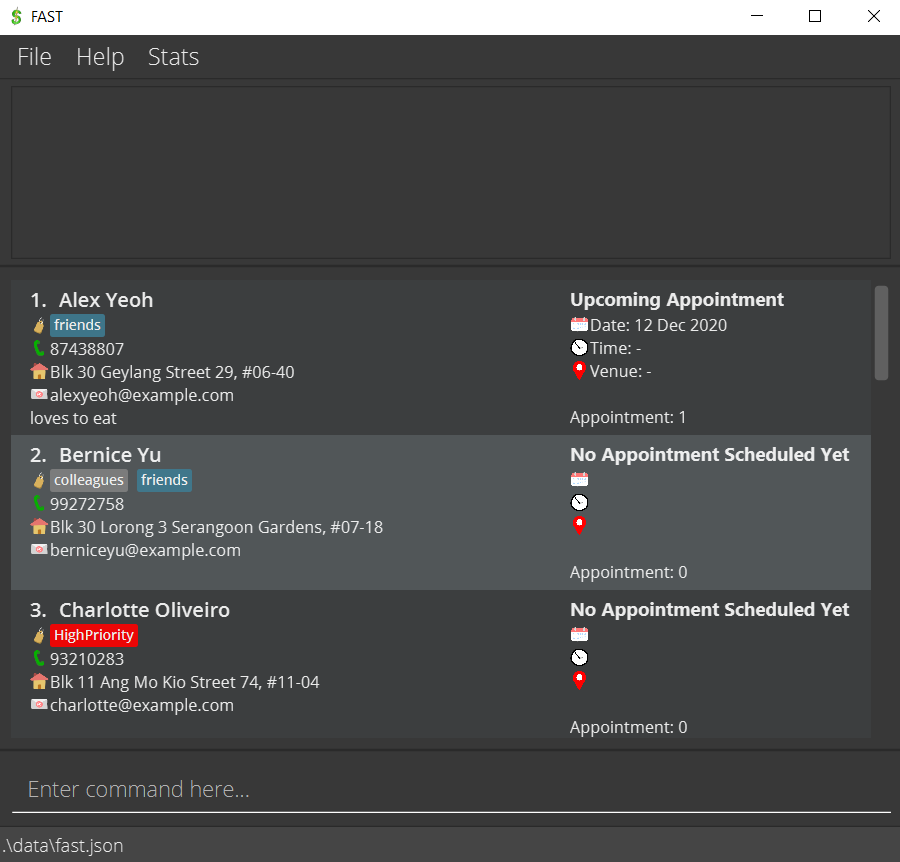 FAST
File Help Stats
1. Alex Yeoh
friends
87438807
Blk 30 Geylang Street 29, #06-40
alexyeoh@example.com
loves to eat
Upcoming Appointment
Date: 12 Dec 2020
Time: -
Venue: -
Appointment: 1
2. Bernice Yu
colleagues friends
99272758
Blk 30 Lorong 3 Serangoon Gardens, #07-18
berniceyu@example.com
No Appointment Scheduled Yet
Appointment: 0
3. Charlotte Oliveiro
HighPriority
93210283
Blk 11 Ang Mo Kio Street 74, #11-04
charlotte@example.com
No Appointment Scheduled Yet
Appointment: 0
Enter command here...
.\data\fast.json